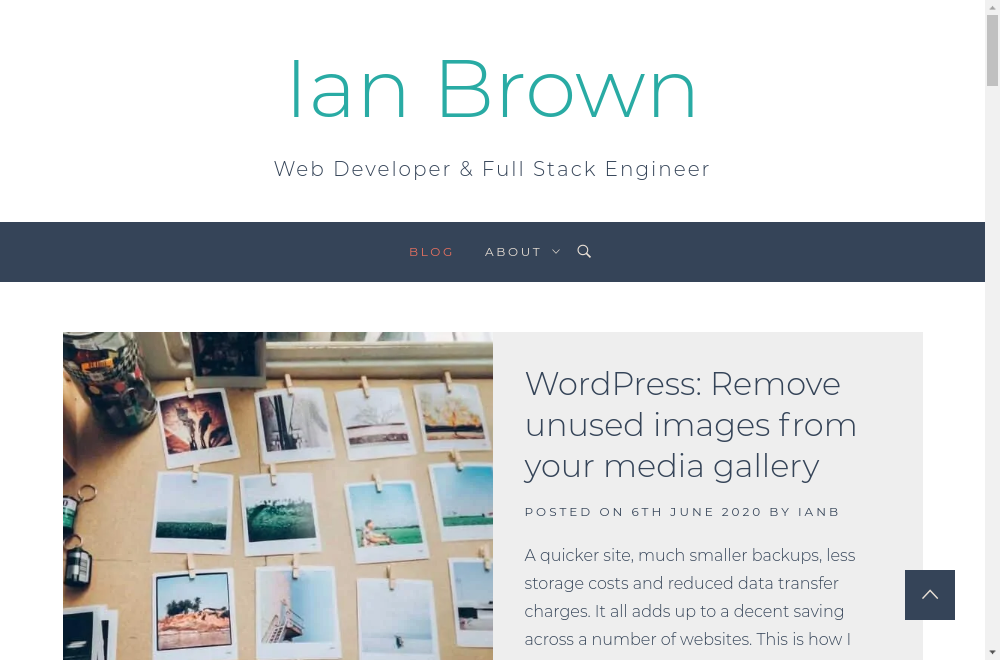 Ian Brown
Web Developer & Full Stack Engineer
BLOG
ABOUT
WordPress: Remove
unused images from
your media gallery
POSTED ON 6TH JUNE 2020 BY IANB
A quicker site, much smaller backups, less
storage costs and reduced data transfer
charges. It all adds up to a decent saving
across a number of websites. This is how I